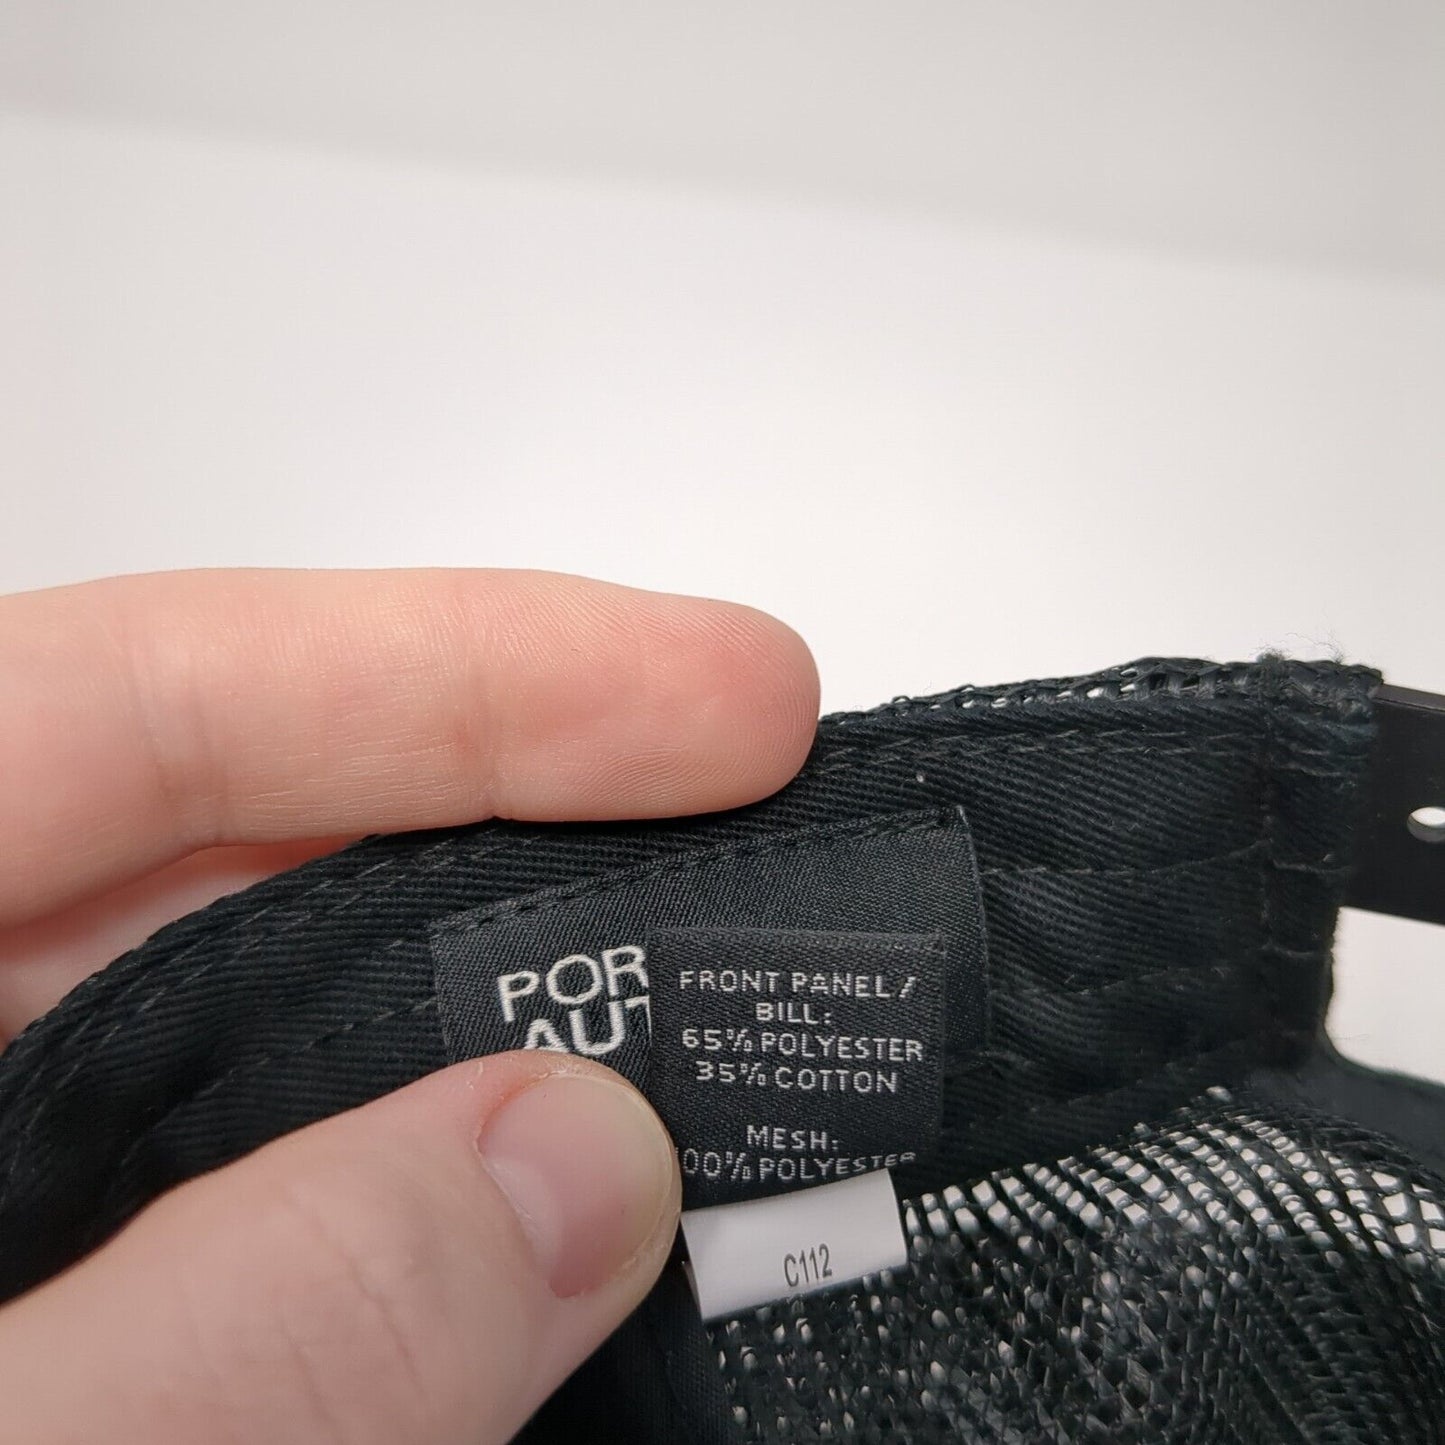 POR
AUT
FRONT PANEL/
BILL:
65% POLYESTER
35% COTTON
MESH:
00% POLYESTER
C112